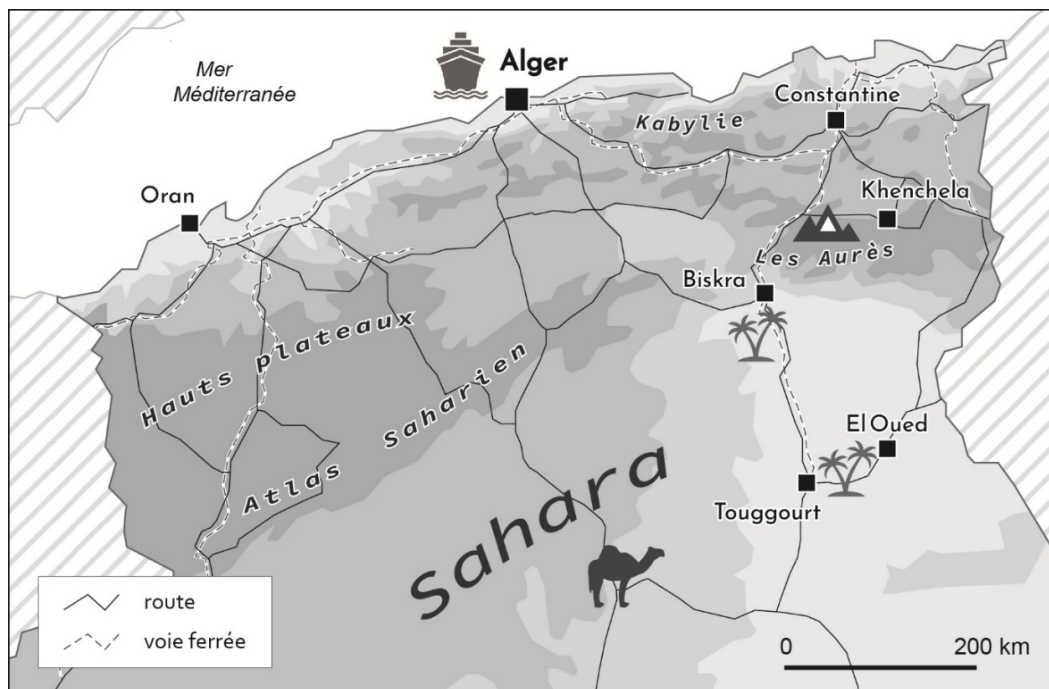 Mer
Méditerranée
Alger
Constantine
Kabylie
Oran
Khenchela
Les Aurès
Biskra
Hauts plateaux
Atlas Saharien
El Oued
Sahara
Touggourt
route
voie ferrée
0 200 km